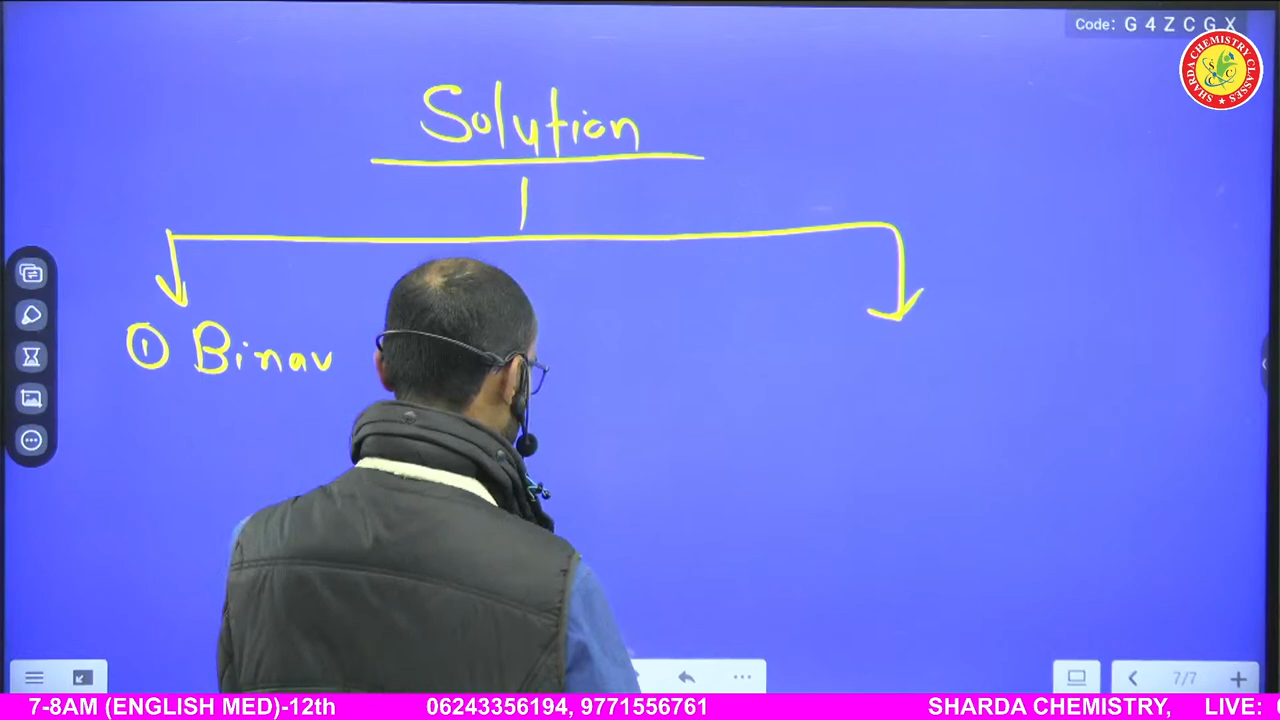 Code: G 4 Z C G X
SHARDA CHEMISTRY CLASSES
S C C
Solution
① Binar
7/7
7-8AM (ENGLISH MED)-12th 06243356194, 9771556761 SHARDA CHEMISTRY, LIVE: